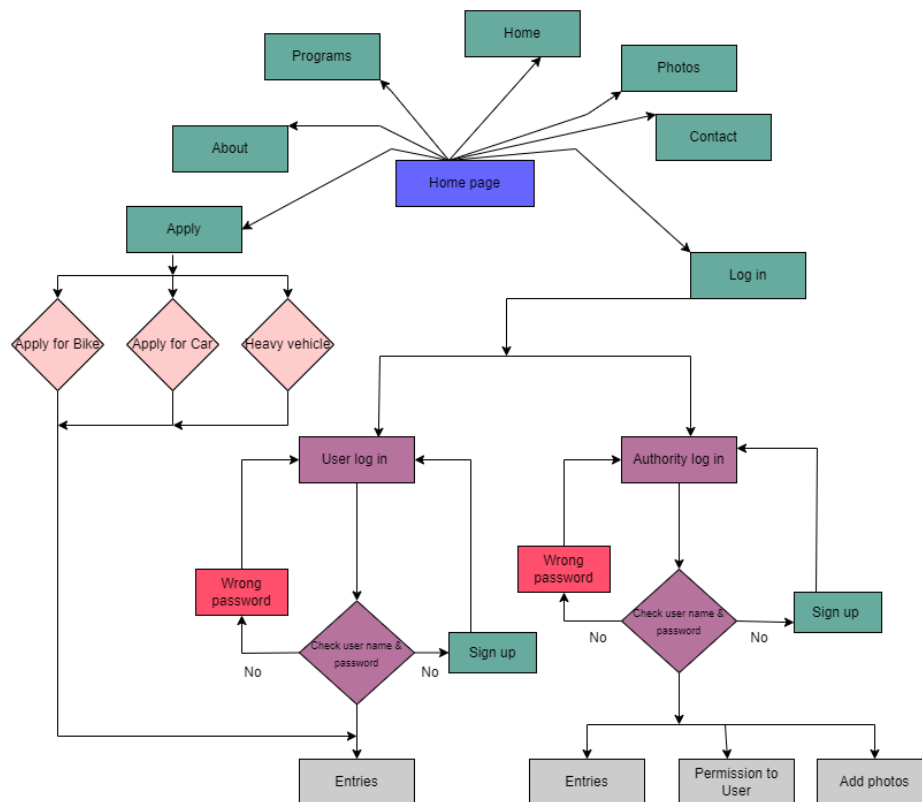 Home
Programs
Photos
About
Contact
Home page
Apply
Log in
Apply for Bike
Apply for Car
Heavy vehicle
User log in
Authority log in
Wrong
password
Wrong
password
Check user name &
password
Sign up
No
No
Check user name &
password
Sign up
No
No
Entries
Entries
Permission to
User
Add photos